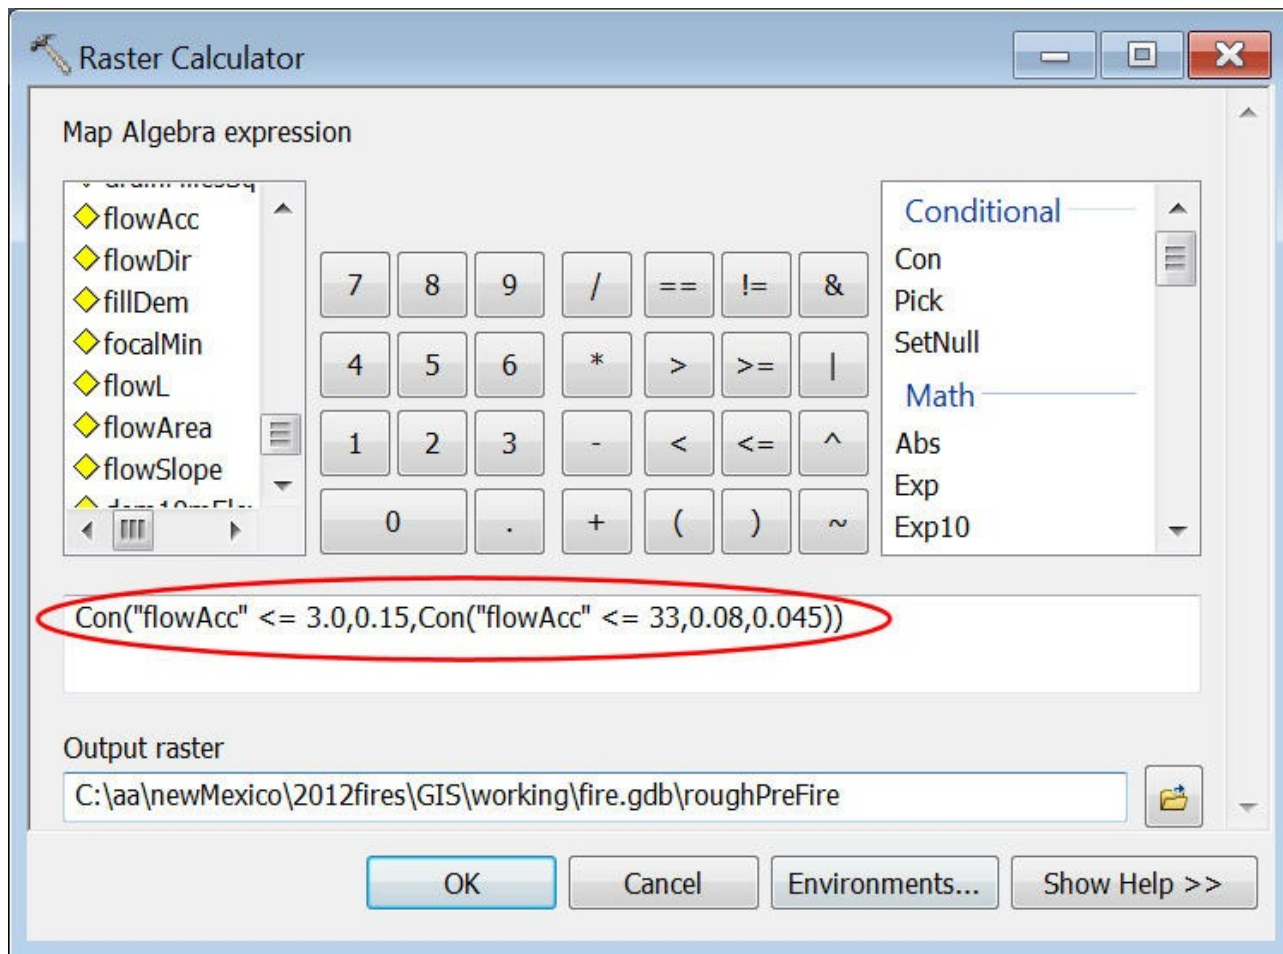 Raster Calculator
Map Algebra expression
flowAcc
flowDir
fillDem
focalMin
flowL
flowArea
flowSlope
7 8 9 / == != &
4 5 6 * > >= |
1 2 3 - < <= ^
0 . + ( ) ~
Conditional
Con
Pick
SetNull
Math
Abs
Exp
Exp10
Con("flowAcc" <= 3.0,0.15,Con("flowAcc" <= 33,0.08,0.045))
Output raster
C:\aa\newMexico\2012fires\GIS\working\fire.gdb\roughPreFire
OK Cancel Environments... Show Help >>